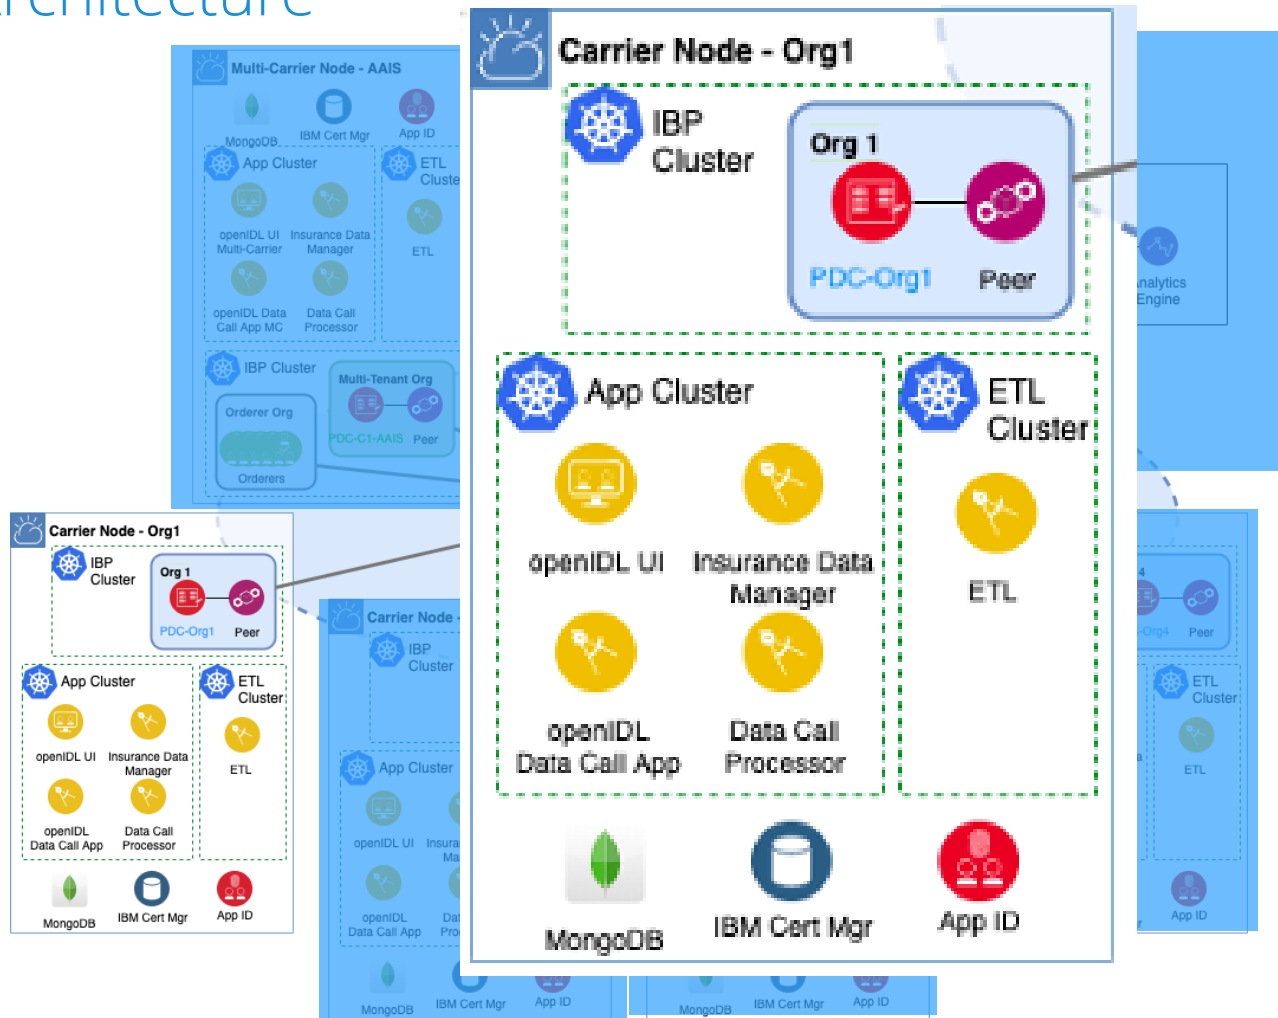 Multi-Carrier Node - AAIS
MongoDB
IBM Cert Mgr
App ID
App Cluster
ETL
openIDL UI
Multi-Carrier
Insurance Data
Manager
ETL
openIDL Data
Call App MC
Data Call
Processor
IBP Cluster
Multi-Tenant Org
Orderer Org
PDC-C1-AAIS
Peer
Orderers
Carrier Node - Org1
IBP
Cluster
Org 1
PDC-Org1
Peer
App Cluster
ETL
Cluster
openIDL UI
Insurance Data
Manager
ETL
openIDL
Data Call App
Data Call
Processor
MongoDB
IBM Cert Mgr
App ID
Engine
Carrier Node - Org1
IBP
Cluster
Org 1
PDC-Org1
Peer
App Cluster
ETL
Cluster
openIDL UI
Insurance Data
Manager
ETL
openIDL
Data Call App
Data Call
Processor
MongoDB
IBM Cert Mgr
App ID
Carrier Node -
IBP
Cluster
App Cluster
openIDL UI
openIDL
Data Call App
MongoDB
IBM Cert Mgr
App ID
MongoDB
IBM Cert Mgr
App ID
Peer
ETL
Cluster
ETL
App ID